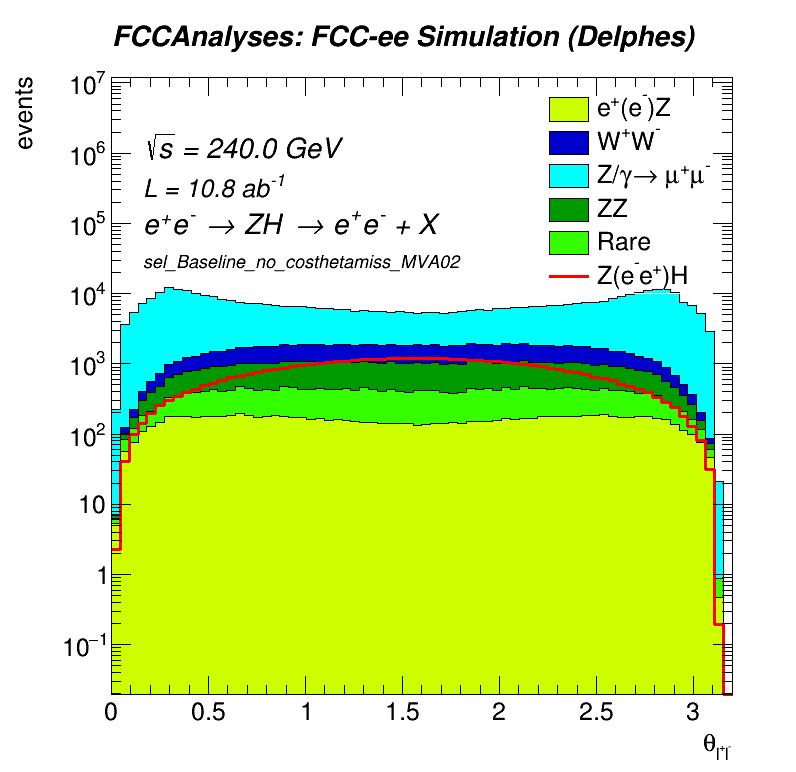 FCCAnalyses: FCC-ee Simulation (Delphes)
events
10⁷
10⁶
10⁵
10⁴
10³
10²
10
1
10⁻¹
√s = 240.0 GeV
L = 10.8 ab⁻¹
e⁺e⁻ → ZH → e⁺e⁻ + X
sel_Baseline_no_costhetamiss_MVA02
e⁺(e⁻)Z
W⁺W⁻
Z/γ→ μ⁺μ⁻
ZZ
Rare
Z(e⁻e⁺)H
0 0.5 1 1.5 2 2.5 3
θ_l⁺l⁻